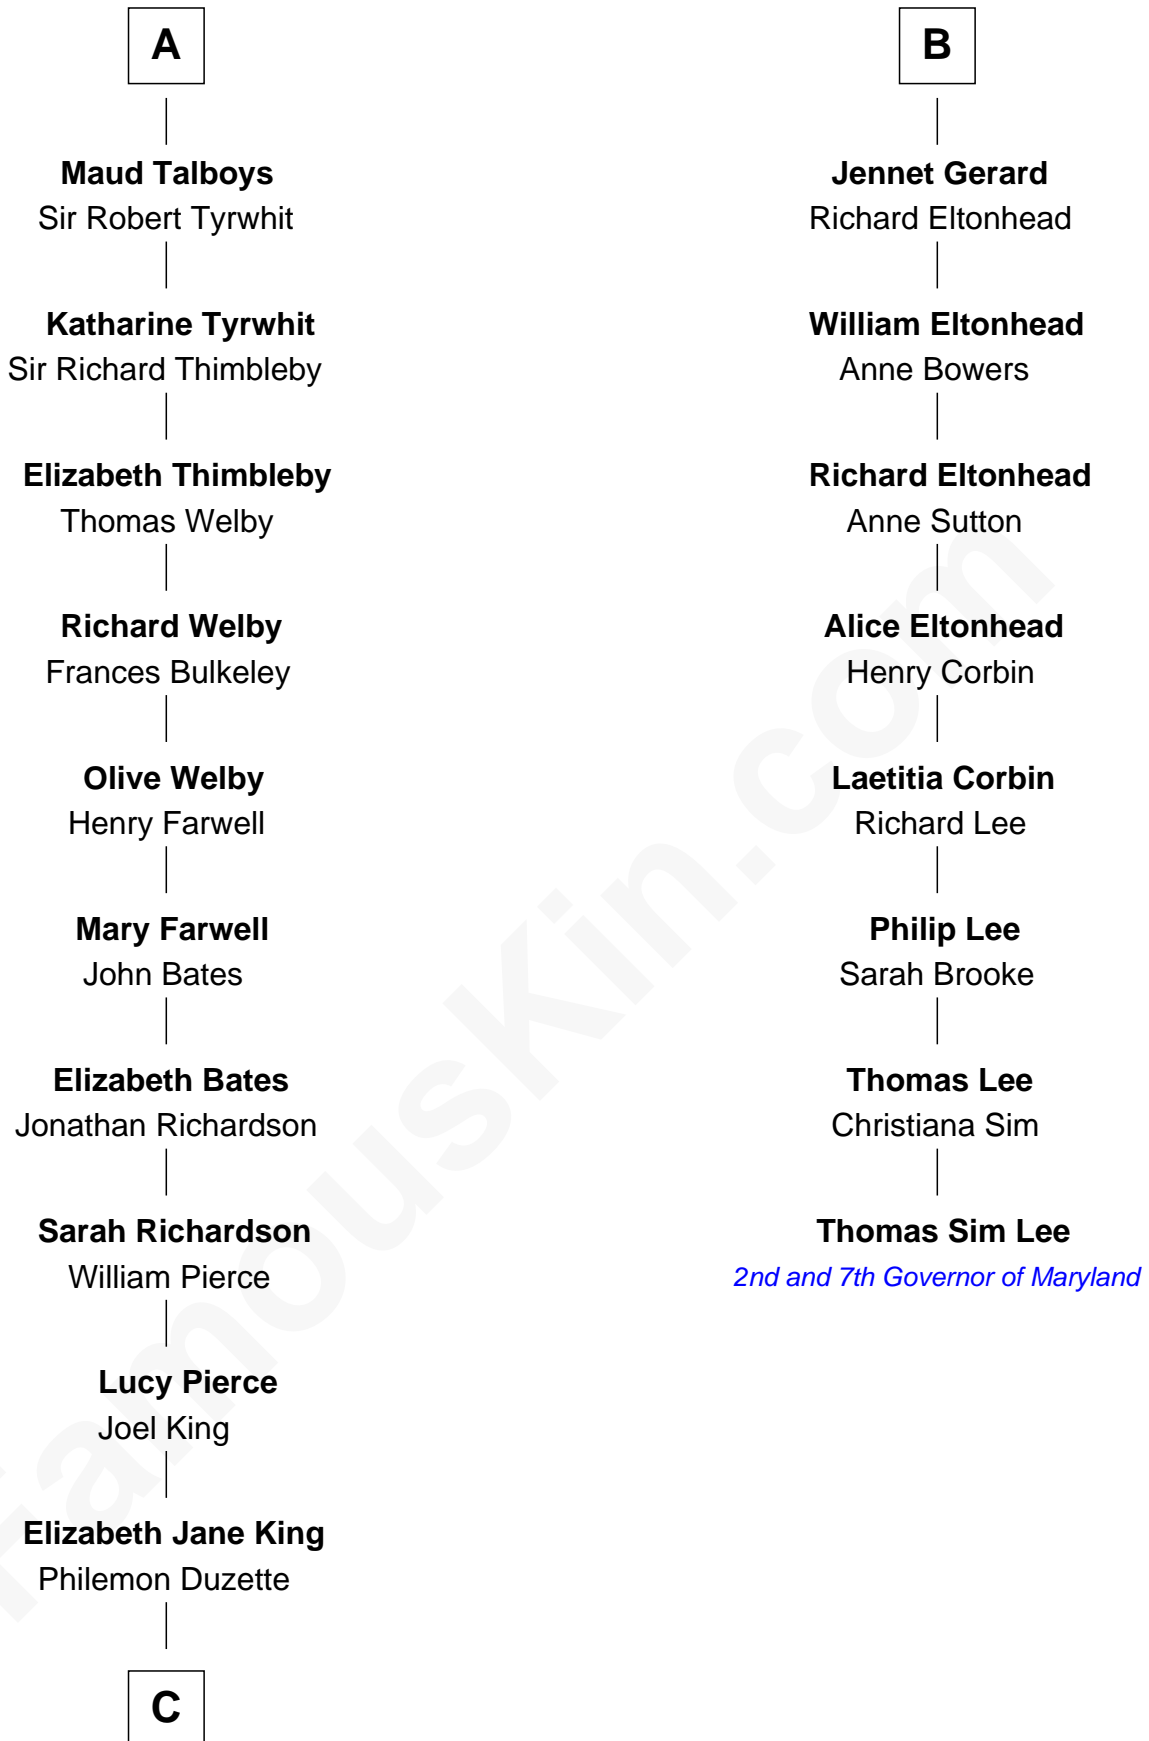 A
Maud Talboys
Sir Robert Tyrwhit
Katharine Tyrwhit
Sir Richard Thimbleby
Elizabeth Thimbleby
Thomas Welby
Richard Welby
Frances Bulkeley
Olive Welby
Henry Farwell
Mary Farwell
John Bates
Elizabeth Bates
Jonathan Richardson
Sarah Richardson
William Pierce
Lucy Pierce
Joel King
Elizabeth Jane King
Philemon Duzette
C
B
Jennet Gerard
Richard Eltonhead
William Eltonhead
Anne Bowers
Richard Eltonhead
Anne Sutton
Alice Eltonhead
Henry Corbin
Laetitia Corbin
Richard Lee
Philip Lee
Sarah Brooke
Thomas Lee
Christiana Sim
Thomas Sim Lee
2nd and 7th Governor of Maryland
FamousKin.com